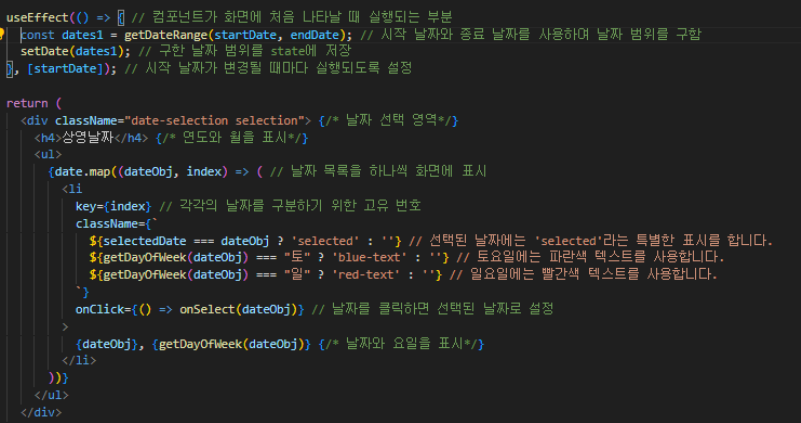 useEffect(() => { // 컴포넌트가 화면에 처음 나타날 때 실행되는 부분
const dates1 = getDateRange(startDate, endDate); // 시작 날짜와 종료 날짜를 사용하여 날짜 범위를 구함
setDate(dates1); // 구한 날짜 범위를 state에 저장
}, [startDate]); // 시작 날짜가 변경될 때마다 실행되도록 설정
return (
<div className="date-selection selection"> {/* 날짜 선택 영역*/}
<h4>상영날짜</h4> {/* 연도와 월을 표시*/}
<ul>
{date.map((dateObj, index) => ( // 날짜 목록을 하나씩 화면에 표시
<li
key={index} // 각각의 날짜를 구분하기 위한 고유 번호
className={`
${selectedDate === dateObj ? 'selected' : ''} // 선택된 날짜에는 'selected'라는 특별한 표시를 합니다.
${getDayOfWeek(dateObj) === "토" ? 'blue-text' : ''} // 토요일에는 파란색 텍스트를 사용합니다.
${getDayOfWeek(dateObj) === "일" ? 'red-text' : ''} // 일요일에는 빨간색 텍스트를 사용합니다.
`}
onClick={() => onSelect(dateObj)} // 날짜를 클릭하면 선택된 날짜로 설정
>
{dateObj}, {getDayOfWeek(dateObj)} {/* 날짜와 요일을 표시*/}
</li>
))}
</ul>
</div>